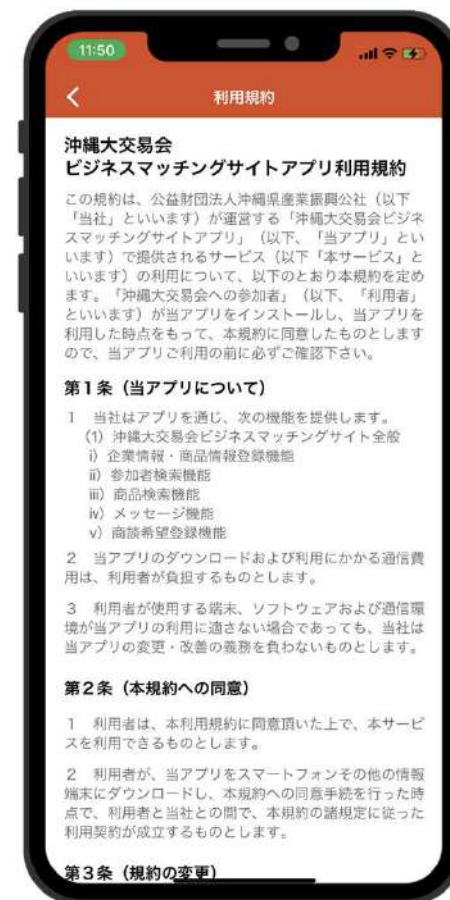 11:50
利用規約
沖縄大交易会
ビジネスマッチングサイトアプリ利用規約
この規約は、公益財団法人沖縄県産業振興公社（以下
「当社」といいます）が運営する「沖縄大交易会ビジネ
スマッチングサイトアプリ」（以下、「当アプリ」とい
います）で提供されるサービス（以下「本サービス」と
いいます）の利用について、以下のとおり本規約を定め
ます。「沖縄大交易会への参加者」（以下、「利用者」
といいます）が当アプリをインストールし、当アプリを
利用した時点をもって、本規約に同意したものとします
ので、当アプリご利用の前に必ずご確認下さい。
第1条（当アプリについて）
1　当社はアプリを通じ、次の機能を提供します。
(1) 沖縄大交易会ビジネスマッチングサイト全般
i）企業情報・商品情報登録機能
ii）参加者検索機能
iii）商品検索機能
iv）メッセージ機能
v）商談希望登録機能
2　当アプリのダウンロードおよび利用にかかる通信費
用は、利用者が負担するものとします。
3　利用者が使用する端末、ソフトウェアおよび通信環
境が当アプリの利用に適さない場合であっても、当社は
当アプリの変更・改善の義務を負わないものとします。
第2条（本規約への同意）
1　利用者は、本利用規約に同意頂いた上で、本サービ
スを利用できるものとします。
2　利用者が、当アプリをスマートフォンその他の情報
端末にダウンロードし、本規約への同意手続を行った時
点で、利用者と当社との間で、本規約の諸規定に従った
利用契約が成立するものとします。
第3条（規約の変更）